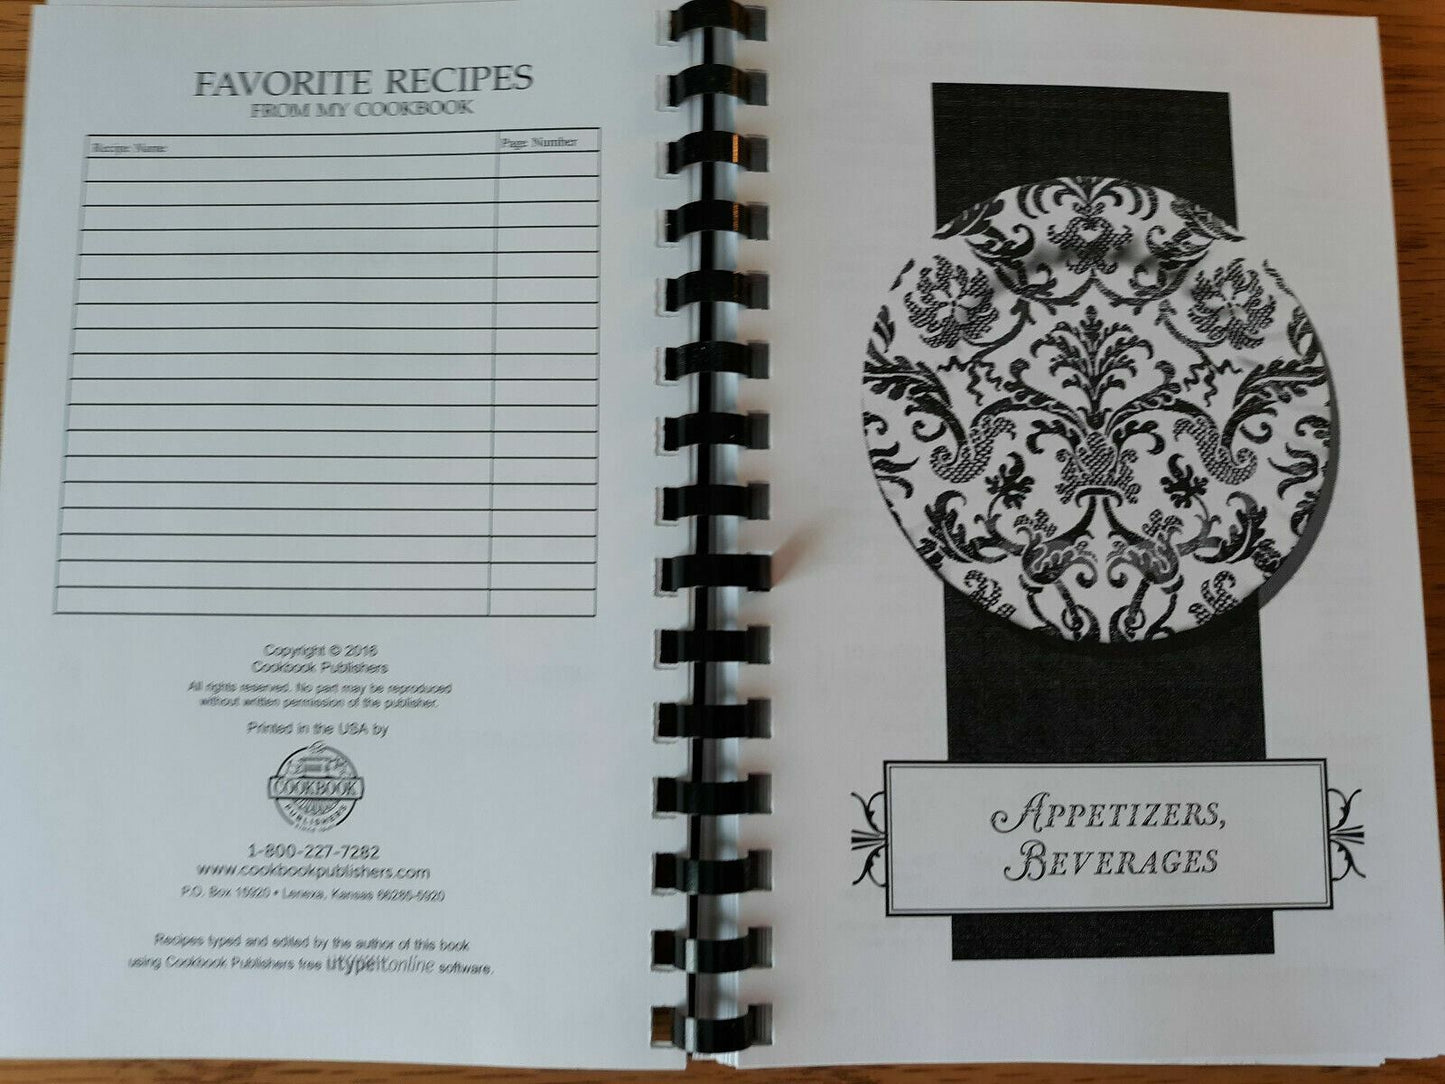 FAVORITE RECIPES
FROM MY COOKBOOK
Recipe Name Page Number
Copyright © 2016
Cookbook Publishers
All rights reserved. No part may be reproduced
without written permission of the publisher.
Printed in the USA by
COOKBOOK
PUBLISHERS
1-800-227-7282
www.cookbookpublishers.com
P.O. Box 15920 • Lenexa, Kansas 66285-5920
Recipes typed and edited by the author of this book
using Cookbook Publishers free utypeitonline software.
APPETIZERS,
BEVERAGES